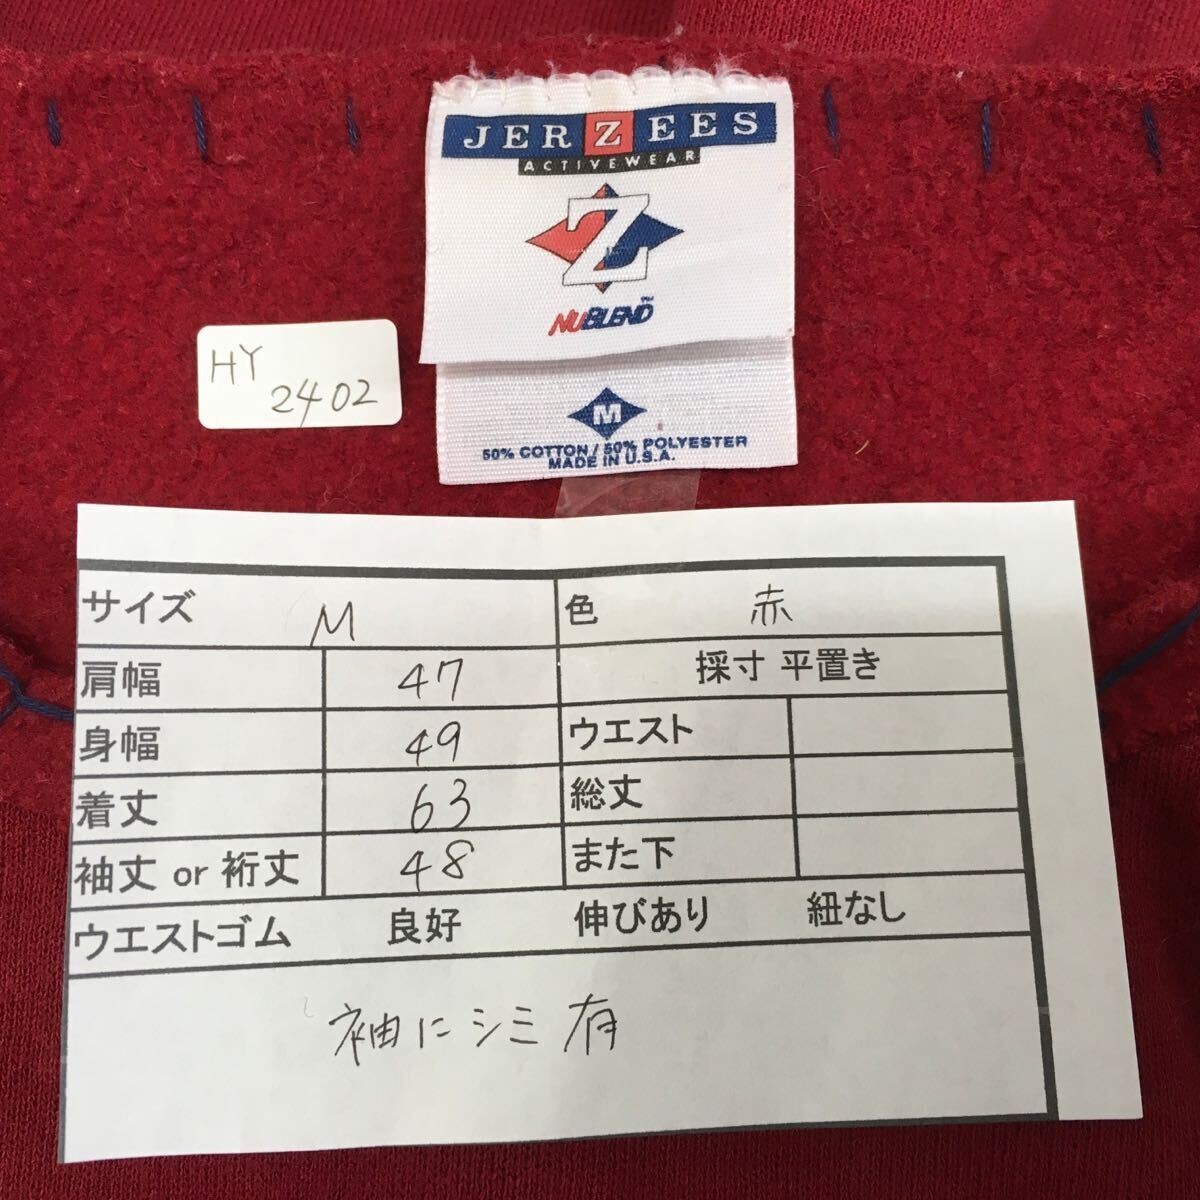 JERZEES
ACTIVEWEAR
Z
NUBLEND™
HY
2402
M
50% COTTON / 50% POLYESTER
MADE IN U.S.A.
サイズ M 色 赤
肩幅 47 採寸 平置き
身幅 49 ウエスト
着丈 63 総丈
袖丈 or 裄丈 48 また下
ウエストゴム 良好 伸びあり 紐なし
袖にシミ有